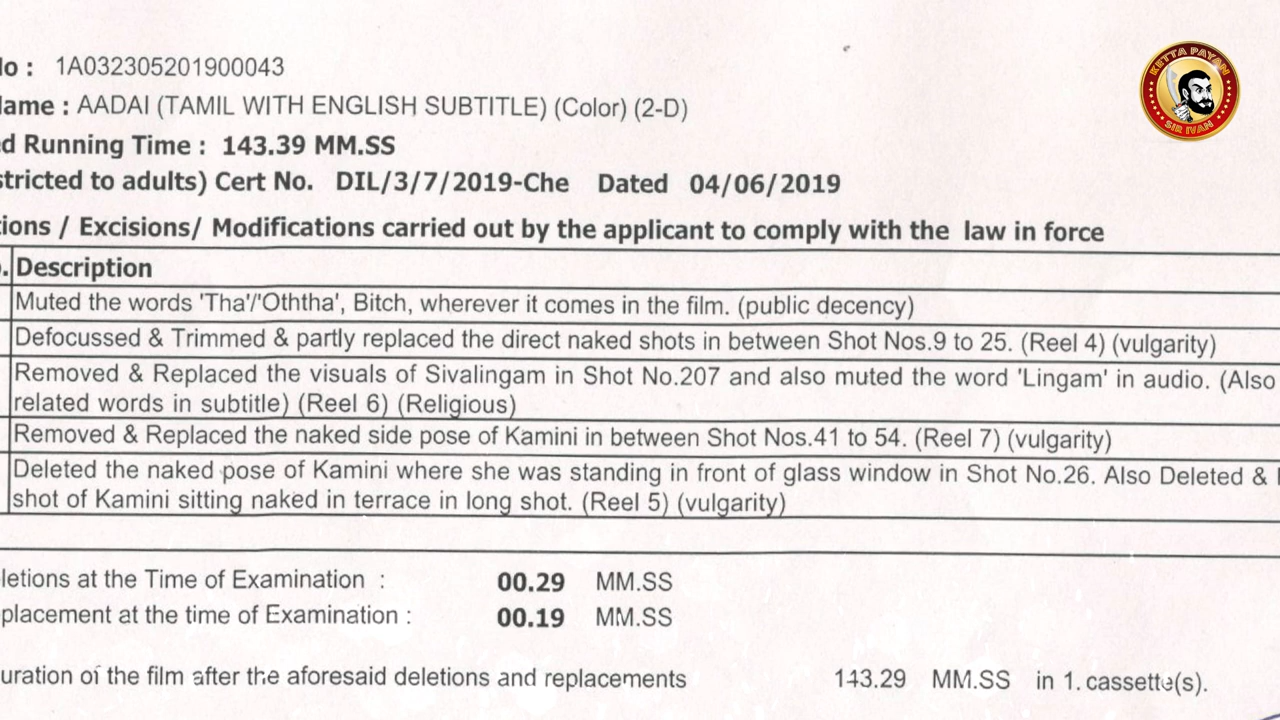 No : 1A032305201900043
ame : AADAI (TAMIL WITH ENGLISH SUBTITLE) (Color) (2-D)
d Running Time : 143.39 MM.SS
stricted to adults) Cert No. DIL/3/7/2019-Che Dated 04/06/2019
ions / Excisions/ Modifications carried out by the applicant to comply with the law in force
. Description
Muted the words 'Tha'/'Oththa', Bitch, wherever it comes in the film. (public decency)
Defocussed & Trimmed & partly replaced the direct naked shots in between Shot Nos.9 to 25. (Reel 4) (vulgarity)
Removed & Replaced the visuals of Sivalingam in Shot No.207 and also muted the word 'Lingam' in audio. (Also
related words in subtitle) (Reel 6) (Religious)
Removed & Replaced the naked side pose of Kamini in between Shot Nos.41 to 54. (Reel 7) (vulgarity)
Deleted the naked pose of Kamini where she was standing in front of glass window in Shot No.26. Also Deleted &
shot of Kamini sitting naked in terrace in long shot. (Reel 5) (vulgarity)
letions at the Time of Examination : 00.29 MM.SS
placement at the time of Examination : 00.19 MM.SS
uration of the film after the aforesaid deletions and replacements 143.29 MM.SS in 1. cassette(s).
KETTA PAYAN
SIR IVAN